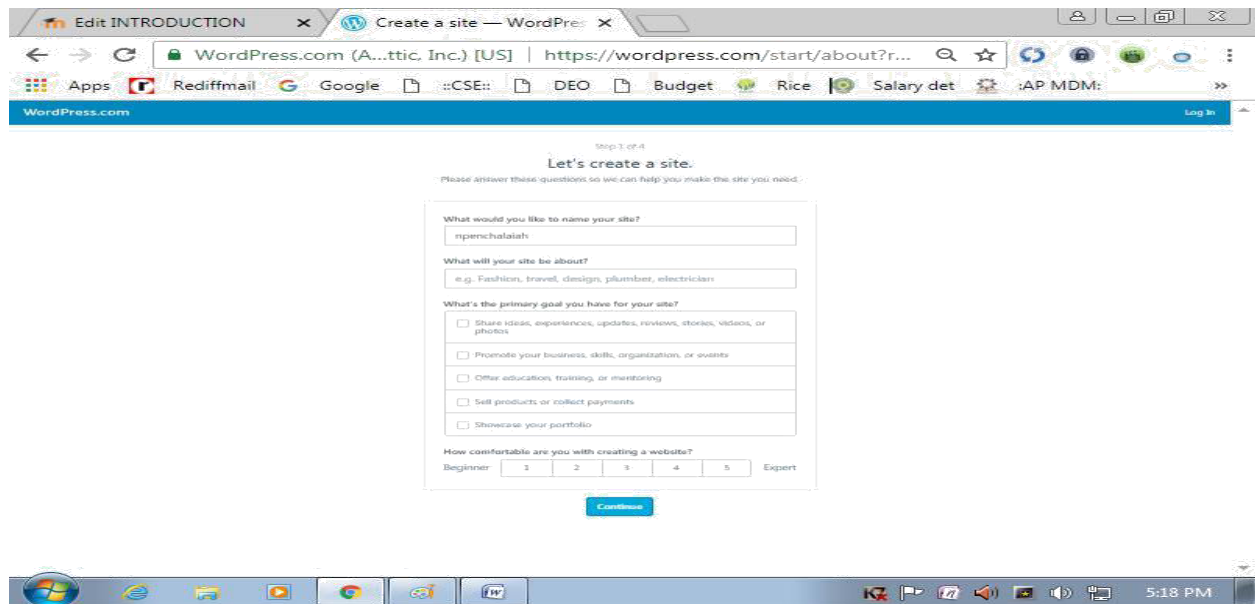 Edit INTRODUCTION
Create a site — WordPres
WordPress.com (A...ttic, Inc.) [US] | https://wordpress.com/start/about?r...
Apps r Rediffmail G Google ::CSE:: DEO Budget Rice Salary det :AP MDM: »
WordPress.com Log In
Step 1 of 4
Let's create a site.
Please answer these questions so we can help you make the site you need.
What would you like to name your site?
npenchalaiah
What will your site be about?
e.g. Fashion, travel, design, plumber, electrician
What's the primary goal you have for your site?
Share ideas, experiences, updates, reviews, stories, videos, or
photos
Promote your business, skills, organization, or events
Offer education, training, or mentoring
Sell products or collect payments
Showcase your portfolio
How comfortable are you with creating a website?
Beginner 1 2 3 4 5 Expert
Continue
5:18 PM